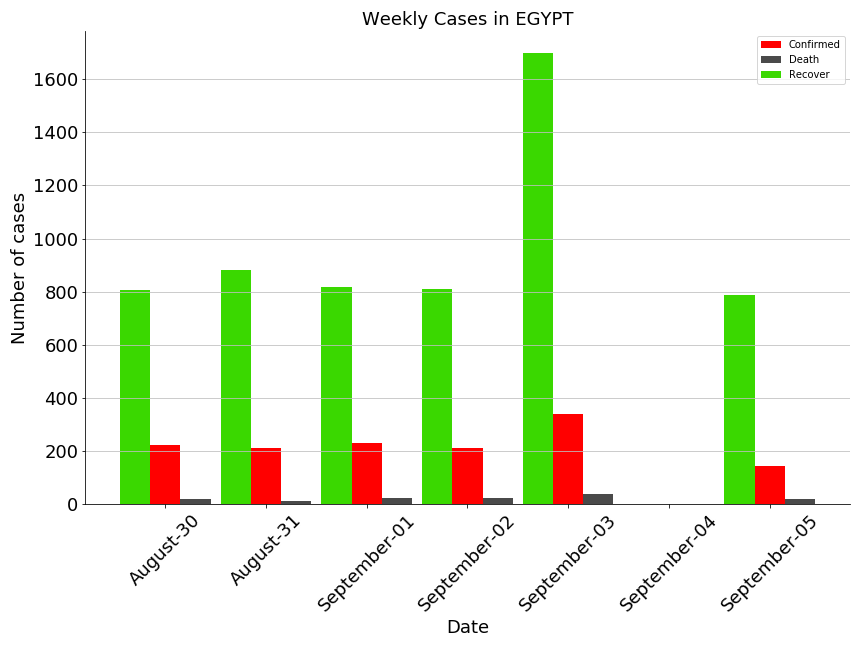 Weekly Cases in EGYPT
Confirmed
Death
Recover
Number of cases
1600
1400
1200
1000
800
600
400
200
0
August-30
August-31
September-01
September-02
September-03
September-04
September-05
Date